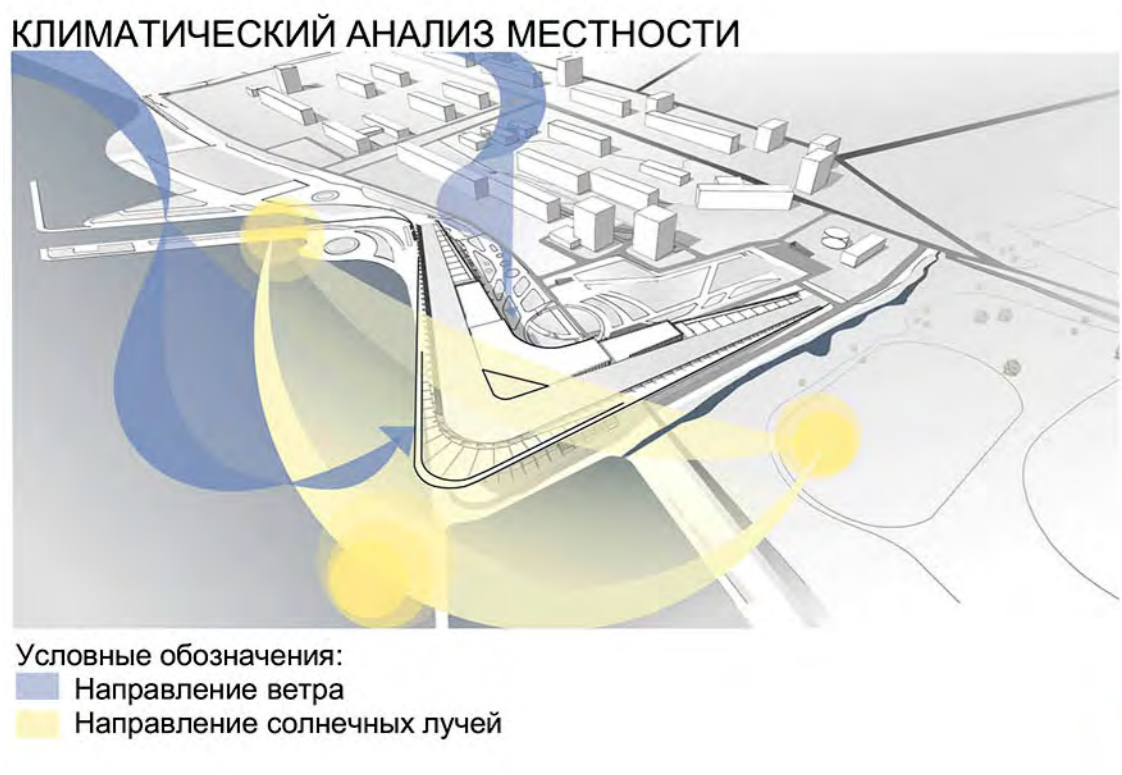 КЛИМАТИЧЕСКИЙ АНАЛИЗ МЕСТНОСТИ
Условные обозначения:
Направление ветра
Направление солнечных лучей